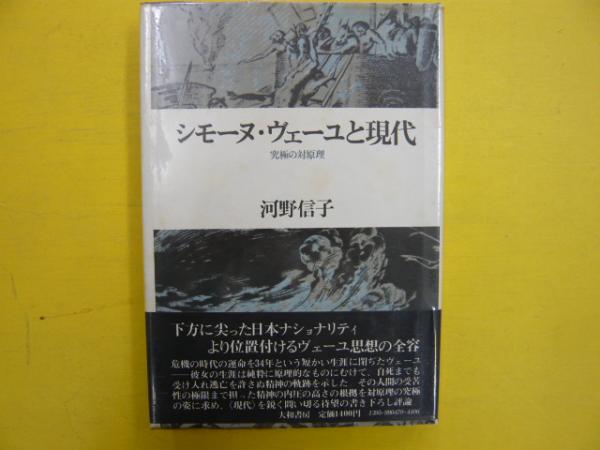 シモーヌ・ヴェーユと現代
究極の対原理
河野信子
下方に尖った日本ナショナリティ
より位置付けるヴェーユ思想の全容
危機の時代の運命を34年という短かい生涯に閉ぢたヴェーユ
――彼女の生涯は純粋に原理的なものにむけて、自死までも
受け入れ逃亡を許さぬ精神の軌跡を示した その人間の受苦
性の極限まで担った精神の内圧の高さの根拠を対原理の究極
の姿に求め、〈現代〉を鋭く問い切る待望の書き下ろし評論
大和書房 定価1400円